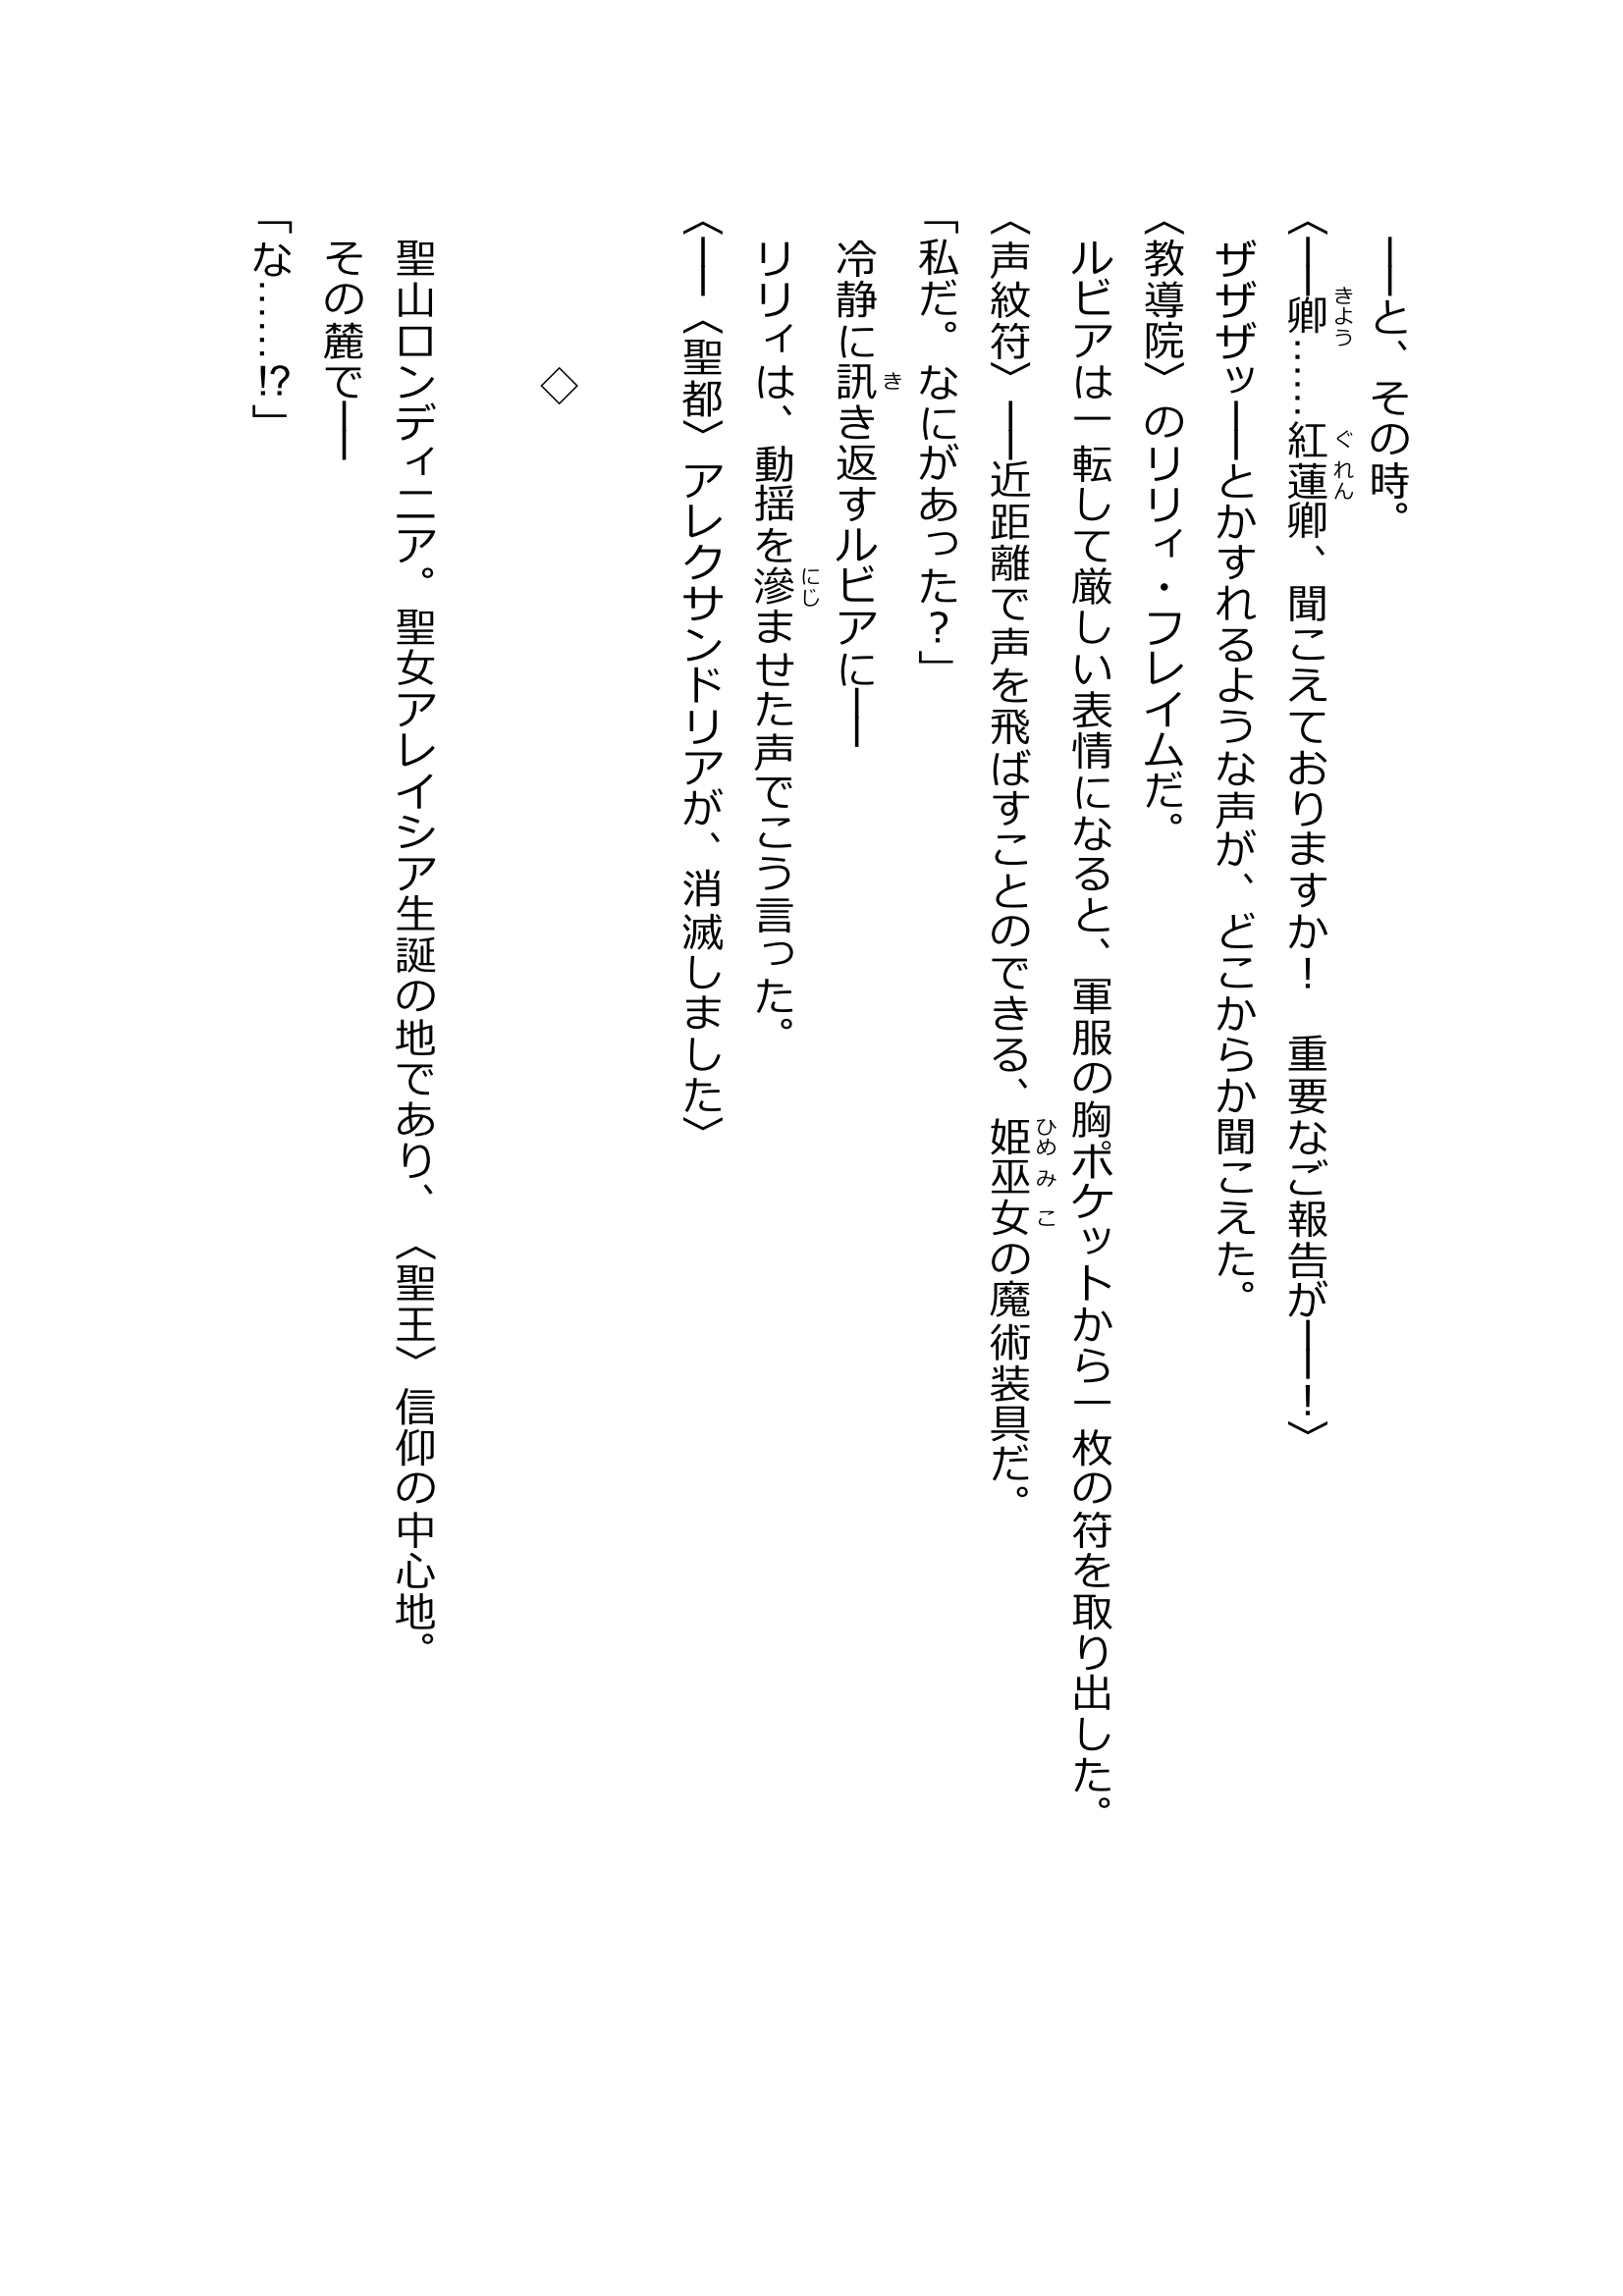 ――と、その時。
〈――卿……紅蓮卿、聞こえておりますか！　重要なご報告が――！〉
　ザザザッ――とかすれるような声が、どこからか聞こえた。
〈教導院〉のリリィ・フレイムだ。
　ルビアは一転して厳しい表情になると、軍服の胸ポケットから一枚の符を取り出した。
〈声紋符〉――近距離で声を飛ばすことのできる、姫巫女の魔術装具だ。
「私だ。なにがあった？」
　冷静に訊き返すルビアに――
　リリィは、動揺を滲ませた声でこう言った。
〈――〈聖都〉アレクサンドリアが、消滅しました〉
◇
　聖山ロンディニア。聖女アレイシア生誕の地であり、〈聖王〉信仰の中心地。
　その麓で――
「な………⁉」